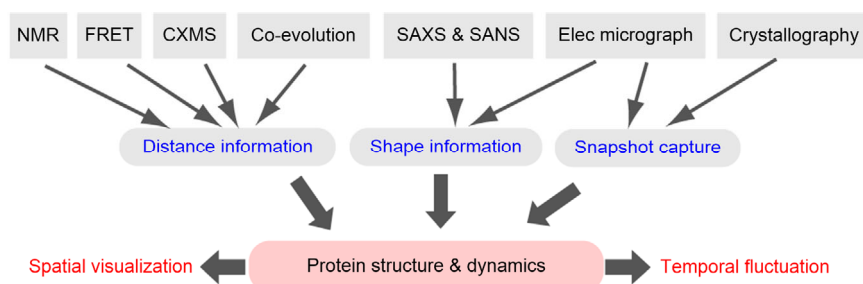 NMR
FRET
CXMS
Co-evolution
SAXS & SANS
Elec micrograph
Crystallography
Distance information
Shape information
Snapshot capture
Spatial visualization
Protein structure & dynamics
Temporal fluctuation